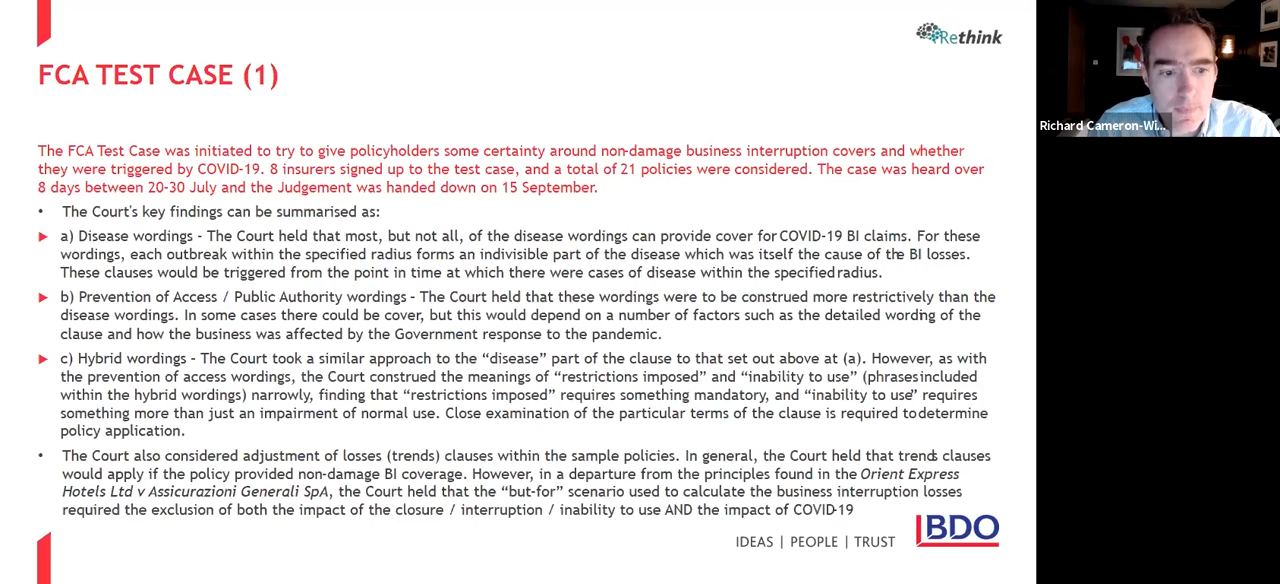 Rethink
FCA TEST CASE (1)
The FCA Test Case was initiated to try to give policyholders some certainty around non-damage business interruption covers and whether
they were triggered by COVID-19. 8 insurers signed up to the test case, and a total of 21 policies were considered. The case was heard over
8 days between 20-30 July and the Judgement was handed down on 15 September.
• The Court's key findings can be summarised as:
► a) Disease wordings - The Court held that most, but not all, of the disease wordings can provide cover for COVID-19 BI claims. For these
wordings, each outbreak within the specified radius forms an indivisible part of the disease which was itself the cause of the BI losses.
These clauses would be triggered from the point in time at which there were cases of disease within the specified radius.
► b) Prevention of Access / Public Authority wordings - The Court held that these wordings were to be construed more restrictively than the
disease wordings. In some cases there could be cover, but this would depend on a number of factors such as the detailed wording of the
clause and how the business was affected by the Government response to the pandemic.
► c) Hybrid wordings - The Court took a similar approach to the “disease” part of the clause to that set out above at (a). However, as with
the prevention of access wordings, the Court construed the meanings of “restrictions imposed” and “inability to use” (phrases included
within the hybrid wordings) narrowly, finding that “restrictions imposed” requires something mandatory, and “inability to use” requires
something more than just an impairment of normal use. Close examination of the particular terms of the clause is required to determine
policy application.
• The Court also considered adjustment of losses (trends) clauses within the sample policies. In general, the Court held that trends clauses
would apply if the policy provided non-damage BI coverage. However, in a departure from the principles found in the Orient Express
Hotels Ltd v Assicurazioni Generali SpA, the Court held that the “but-for” scenario used to calculate the business interruption losses
required the exclusion of both the impact of the closure / interruption / inability to use AND the impact of COVID-19
IDEAS | PEOPLE | TRUST
BDO
Richard Cameron-Wi...